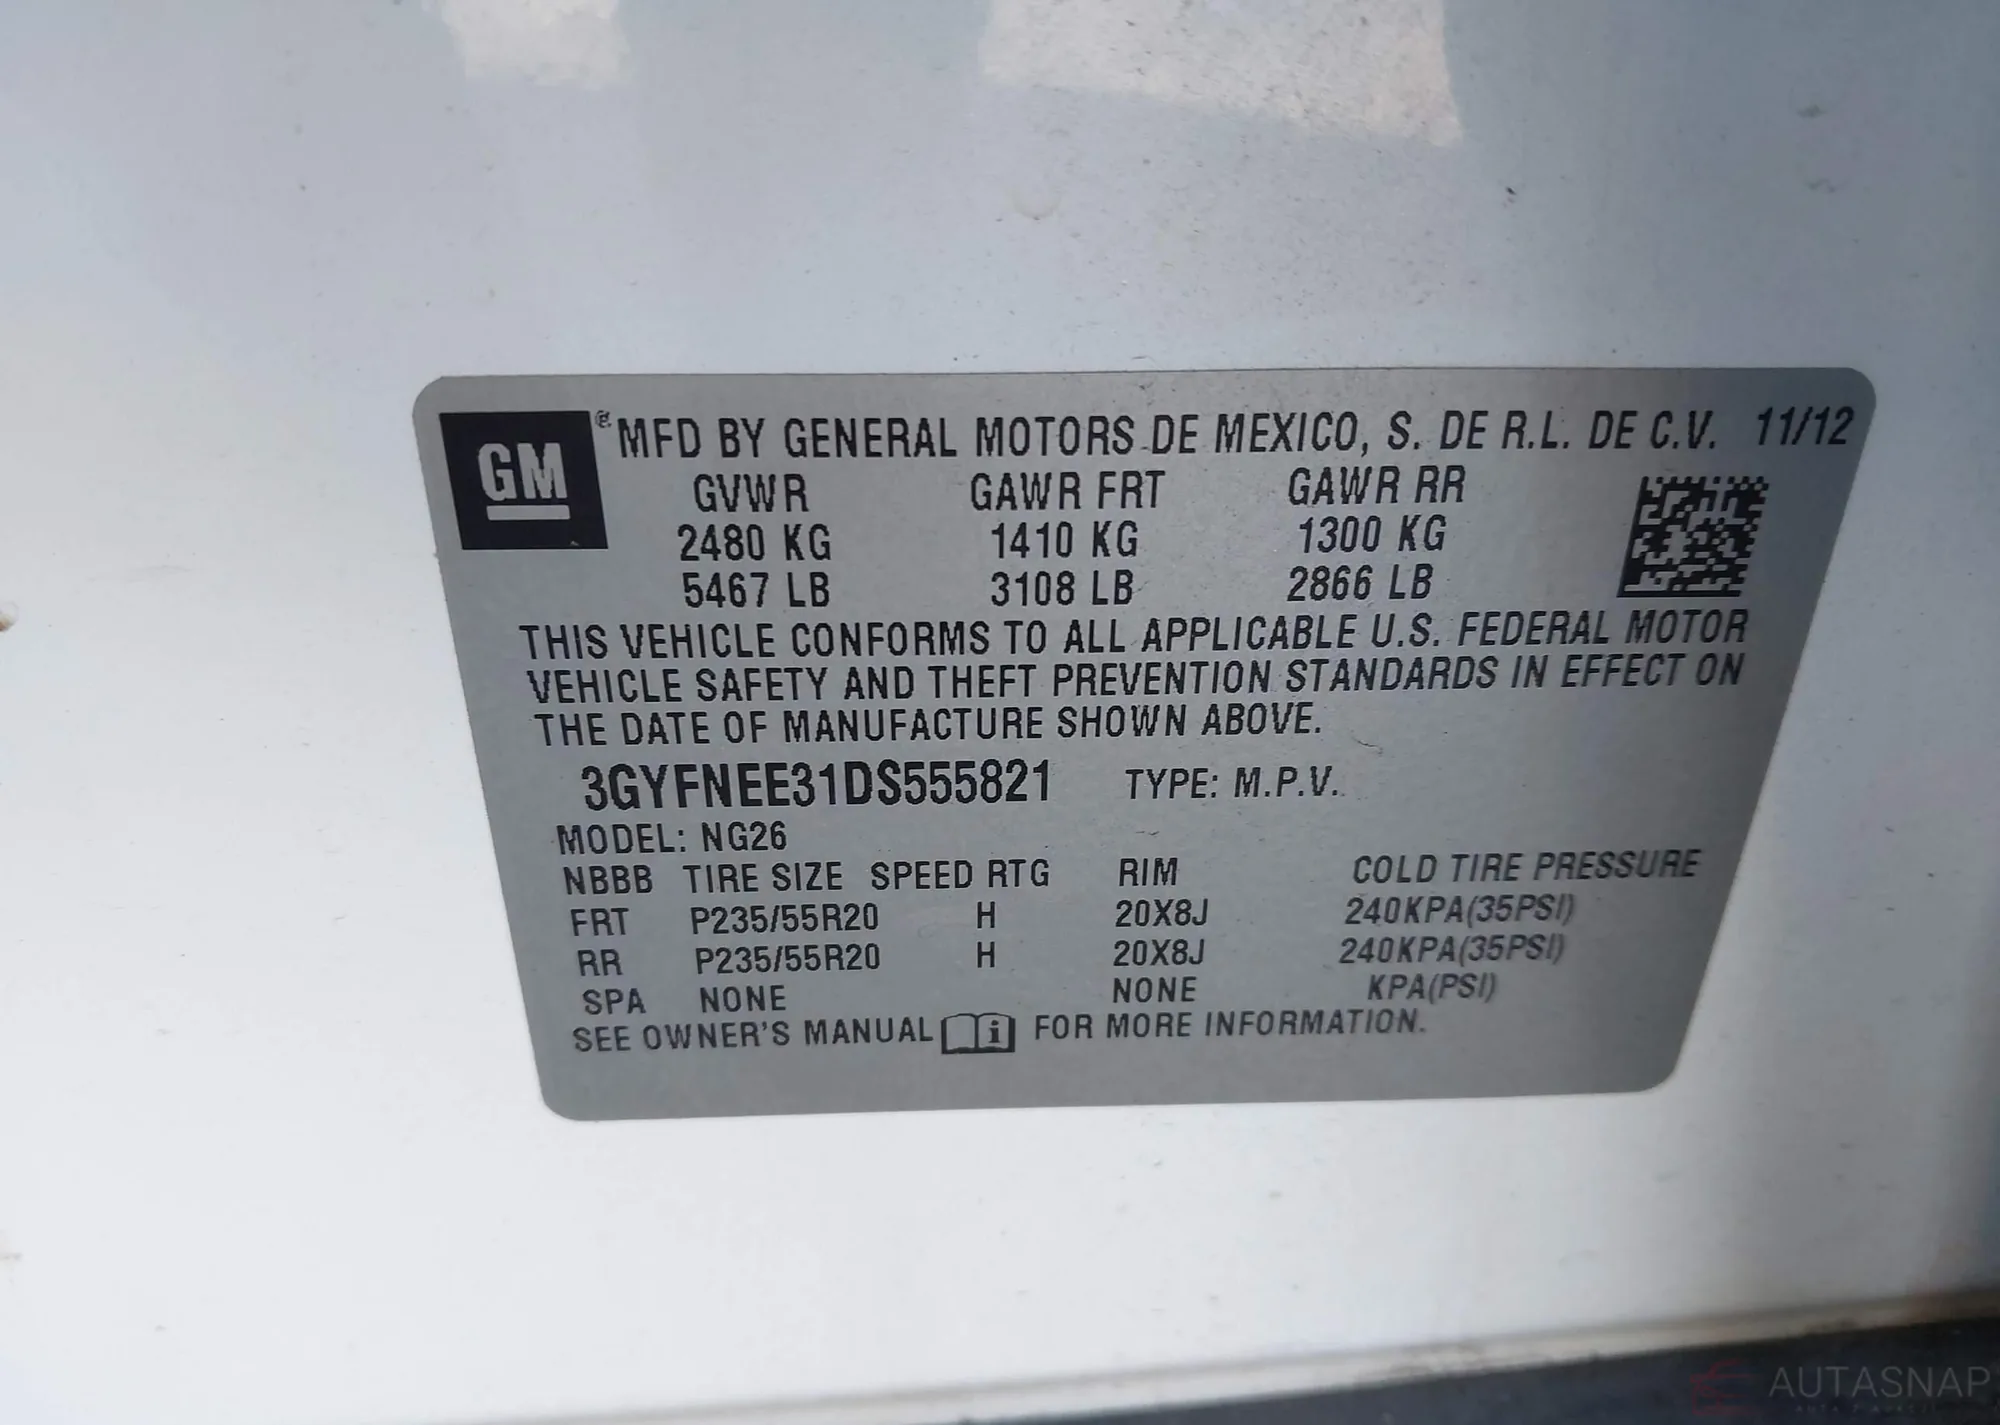 GM ® MFD BY GENERAL MOTORS DE MEXICO, S. DE R.L. DE C.V. 11/12
GVWR GAWR FRT GAWR RR
2480 KG 1410 KG 1300 KG
5467 LB 3108 LB 2866 LB
THIS VEHICLE CONFORMS TO ALL APPLICABLE U.S. FEDERAL MOTOR
VEHICLE SAFETY AND THEFT PREVENTION STANDARDS IN EFFECT ON
THE DATE OF MANUFACTURE SHOWN ABOVE.
3GYFNEE31DS555821 TYPE: M.P.V.
MODEL: NG26
NBBB TIRE SIZE SPEED RTG RIM COLD TIRE PRESSURE
FRT P235/55R20 H 20X8J 240KPA(35PSI)
RR P235/55R20 H 20X8J 240KPA(35PSI)
SPA NONE NONE KPA(PSI)
SEE OWNER'S MANUAL i FOR MORE INFORMATION.
AUTASNAP